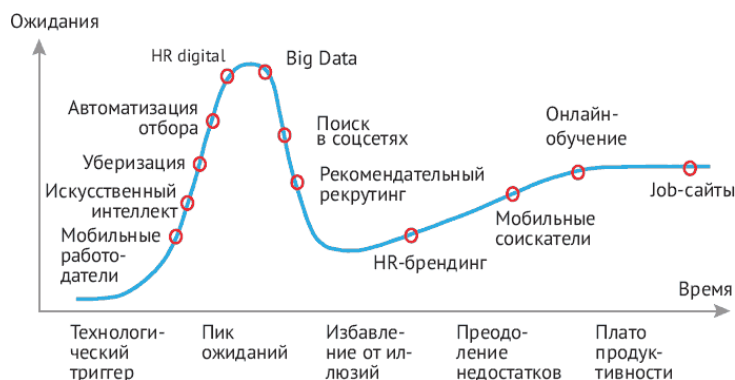 Ожидания
HR digital
Big Data
Автоматизация
отбора
Поиск
в соцсетях
Онлайн-
обучение
Уберизация
Рекомендательный
рекрутинг
Job-сайты
Искусственный
интеллект
Мобильные
соискатели
Мобильные
работо-
датели
HR-брендинг
Время
Технологи-
ческий
триггер
Пик
ожиданий
Избавле-
ние от ил-
люзий
Преодо-
ление
недостатков
Плато
продук-
тивности